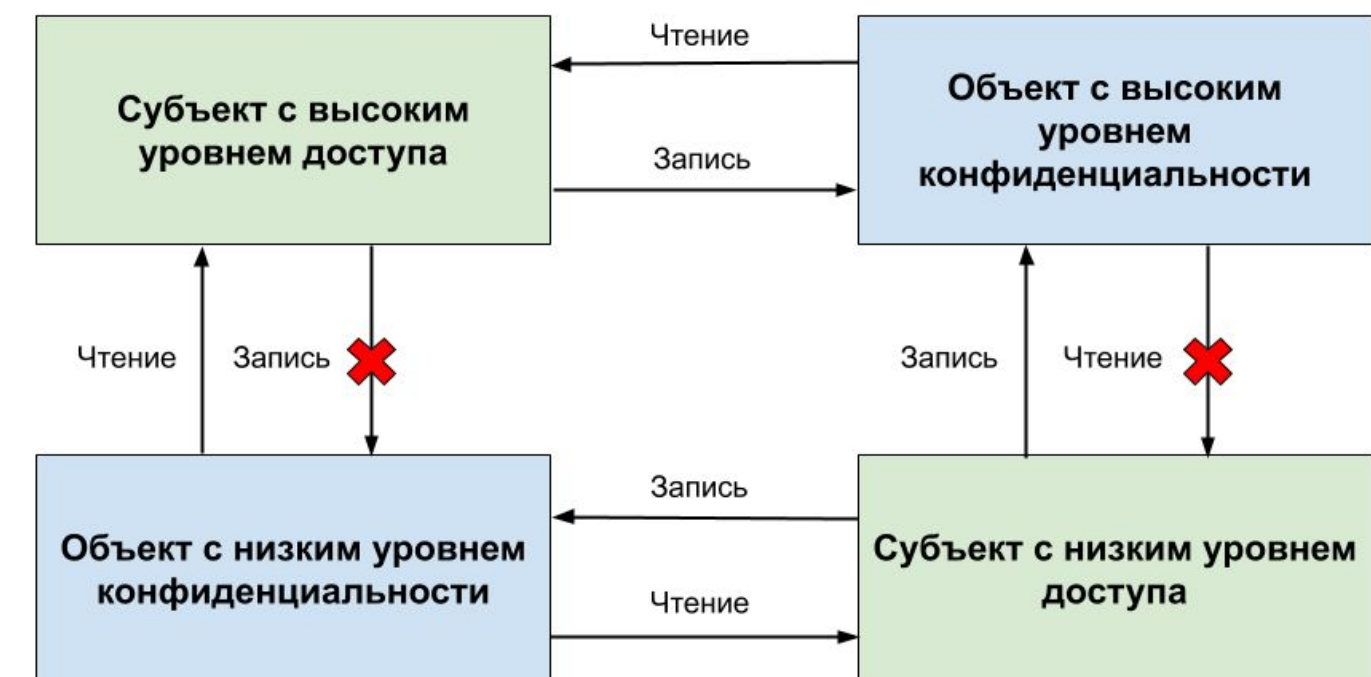 Чтение
Субъект с высоким
уровнем доступа
Запись
Объект с высоким
уровнем
конфиденциальности
Чтение
Запись
Запись
Чтение
Объект с низким уровнем
конфиденциальности
Запись
Чтение
Субъект с низким уровнем
доступа